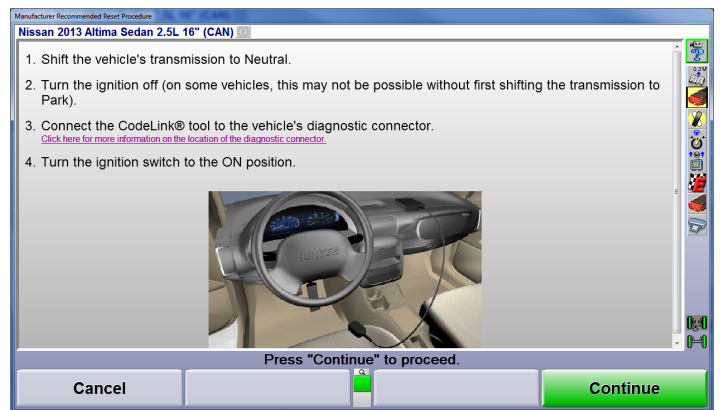 Manufacturer Recommended Reset Procedure
Nissan 2013 Altima Sedan 2.5L 16" (CAN)
1. Shift the vehicle's transmission to Neutral.
2. Turn the ignition off (on some vehicles, this may not be possible without first shifting the transmission to
Park).
3. Connect the CodeLink® tool to the vehicle's diagnostic connector.
Click here for more information on the location of the diagnostic connector.
4. Turn the ignition switch to the ON position.
HUNTER
0.3V
E
Press "Continue" to proceed.
Cancel
Continue